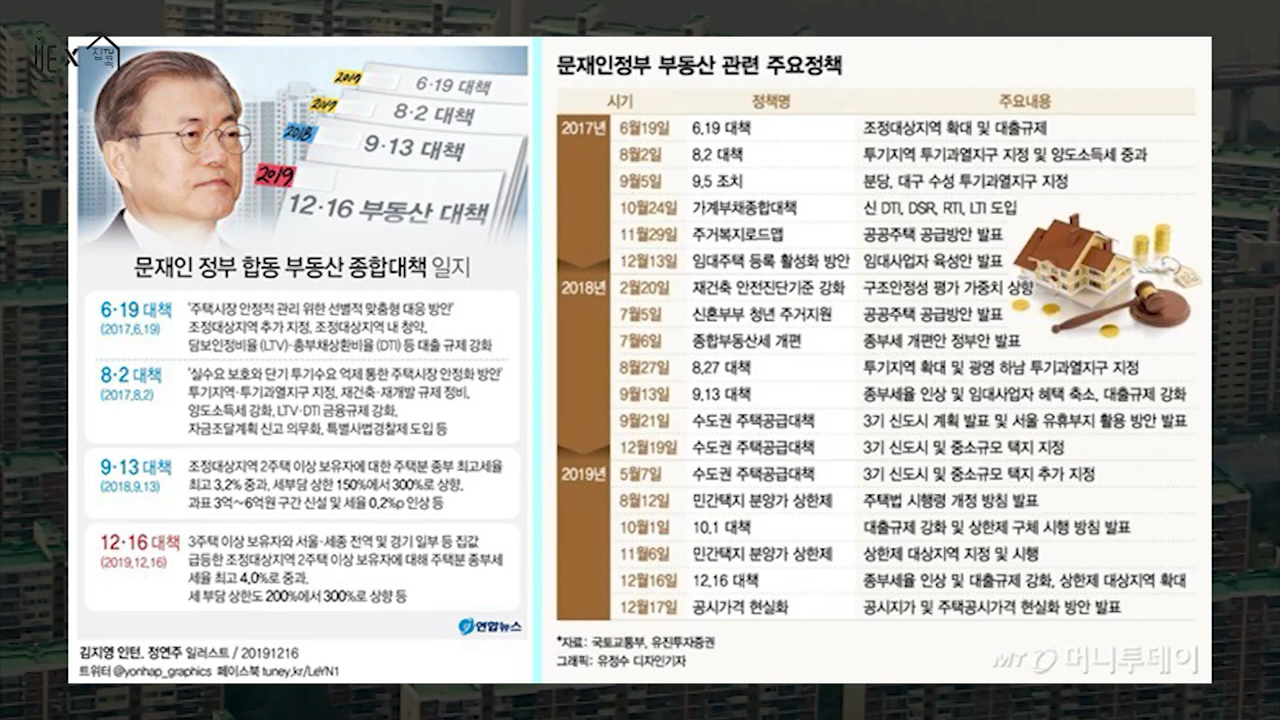 집값
2017
6·19 대책
2017
8·2 대책
2018
9·13 대책
2019
12·16 부동산 대책
문재인 정부 합동 부동산 종합대책 일지
6·19 대책
(2017.6.19)
'주택시장 안정적 관리 위한 선별적 맞춤형 대응 방안'
조정대상지역 추가 지정, 조정대상지역 내 청약,
담보인정비율(LTV)·총부채상환비율(DTI) 등 대출 규제 강화
8·2 대책
(2017.8.2)
'실수요 보호와 단기 투기수요 억제 통한 주택시장 안정화 방안'
투기지역·투기과열지구 지정, 재건축·재개발 규제 정비,
양도소득세 강화, LTV·DTI 금융규제 강화,
자금조달계획 신고 의무화, 특별사법경찰제 도입 등
9·13 대책
(2018.9.13)
조정대상지역 2주택 이상 보유자에 대한 주택분 종부 최고세율
최고 3.2% 중과, 세부담 상한 150%에서 300%로 상향,
과표 3억~6억원 구간 신설 및 세율 0.2%p 인상 등
12·16 대책
(2019.12.16)
3주택 이상 보유자와 서울·세종 전역 및 경기 일부 등 집값
급등한 조정대상지역 2주택 이상 보유자에 대해 주택분 종부세
세율 최고 4.0%로 중과,
세 부담 상한도 200%에서 300%로 상향 등
연합뉴스
김지영 인턴, 정연주 일러스트 / 20191216
트위터 @yonhap_graphics 페이스북 tuney.kr/LeYN1
문재인정부 부동산 관련 주요정책
시기 정책명 주요내용
2017년 6월19일 6.19 대책 조정대상지역 확대 및 대출규제
8월2일 8.2 대책 투기지역 투기과열지구 지정 및 양도소득세 중과
9월5일 9.5 조치 분당, 대구 수성 투기과열지구 지정
10월24일 가계부채종합대책 신 DTI, DSR, RTI, LTI 도입
11월29일 주거복지로드맵 공공주택 공급방안 발표
12월13일 임대주택 등록 활성화 방안 임대사업자 육성안 발표
2018년 2월20일 재건축 안전진단기준 강화 구조안정성 평가 가중치 상향
7월5일 신혼부부 청년 주거지원 공공주택 공급방안 발표
7월6일 종합부동산세 개편 종부세 개편안 정부안 발표
8월27일 8.27 대책 투기지역 확대 및 광명 하남 투기과열지구 지정
9월13일 9.13 대책 종부세율 인상 및 임대사업자 혜택 축소, 대출규제 강화
9월21일 수도권 주택공급대책 3기 신도시 계획 발표 및 서울 유휴부지 활용 방안 발표
12월19일 수도권 주택공급대책 3기 신도시 및 중소규모 택지 지정
2019년 5월7일 수도권 주택공급대책 3기 신도시 및 중소규모 택지 추가 지정
8월12일 민간택지 분양가 상한제 주택법 시행령 개정 방침 발표
10월1일 10.1 대책 대출규제 강화 및 상한제 구체 시행 방침 발표
11월6일 민간택지 분양가 상한제 상한제 대상지역 지정 및 시행
12월16일 12.16 대책 종부세율 인상 및 대출규제 강화, 상한제 대상지역 확대
12월17일 공시가격 현실화 공시지가 및 주택공시가격 현실화 방안 발표
*자료: 국토교통부, 유진투자증권
그래픽: 유정수 디자인기자
MT 머니투데이